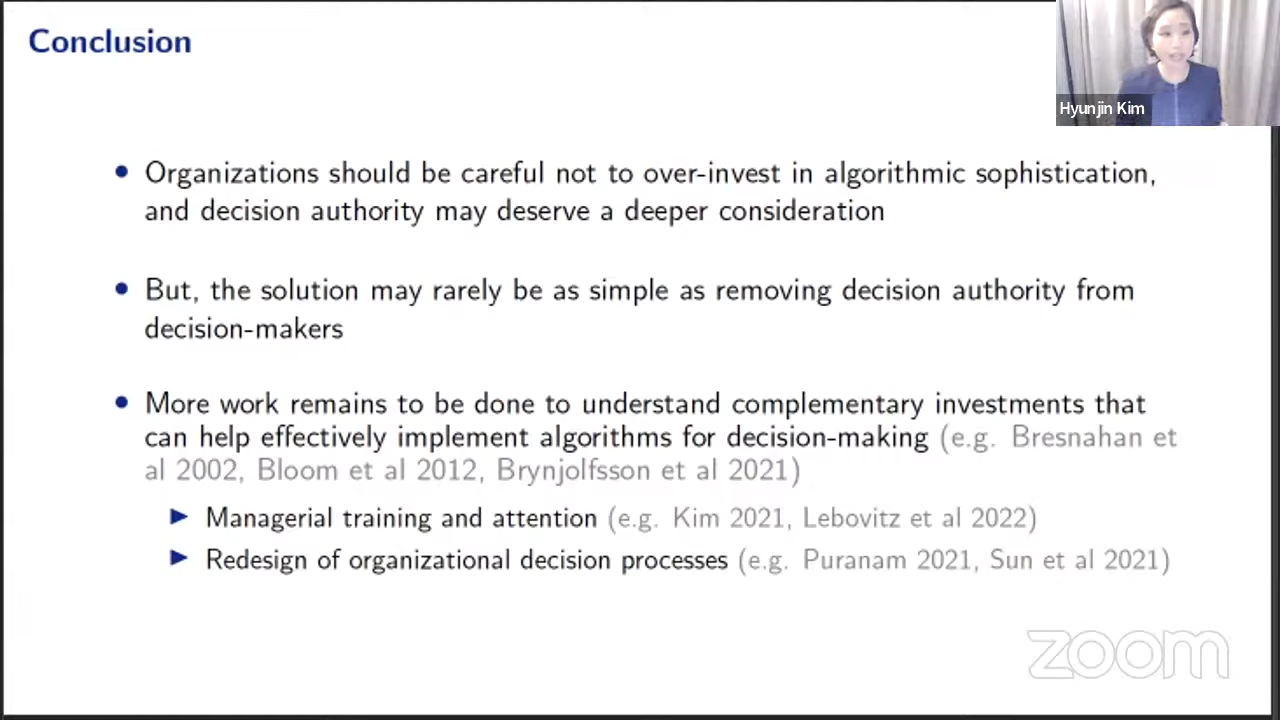 Conclusion
Hyunjin Kim
• Organizations should be careful not to over-invest in algorithmic sophistication,
and decision authority may deserve a deeper consideration
• But, the solution may rarely be as simple as removing decision authority from
decision-makers
• More work remains to be done to understand complementary investments that
can help effectively implement algorithms for decision-making (e.g. Bresnahan et
al 2002, Bloom et al 2012, Brynjolfsson et al 2021)
▶ Managerial training and attention (e.g. Kim 2021, Lebovitz et al 2022)
▶ Redesign of organizational decision processes (e.g. Puranam 2021, Sun et al 2021)
zoom